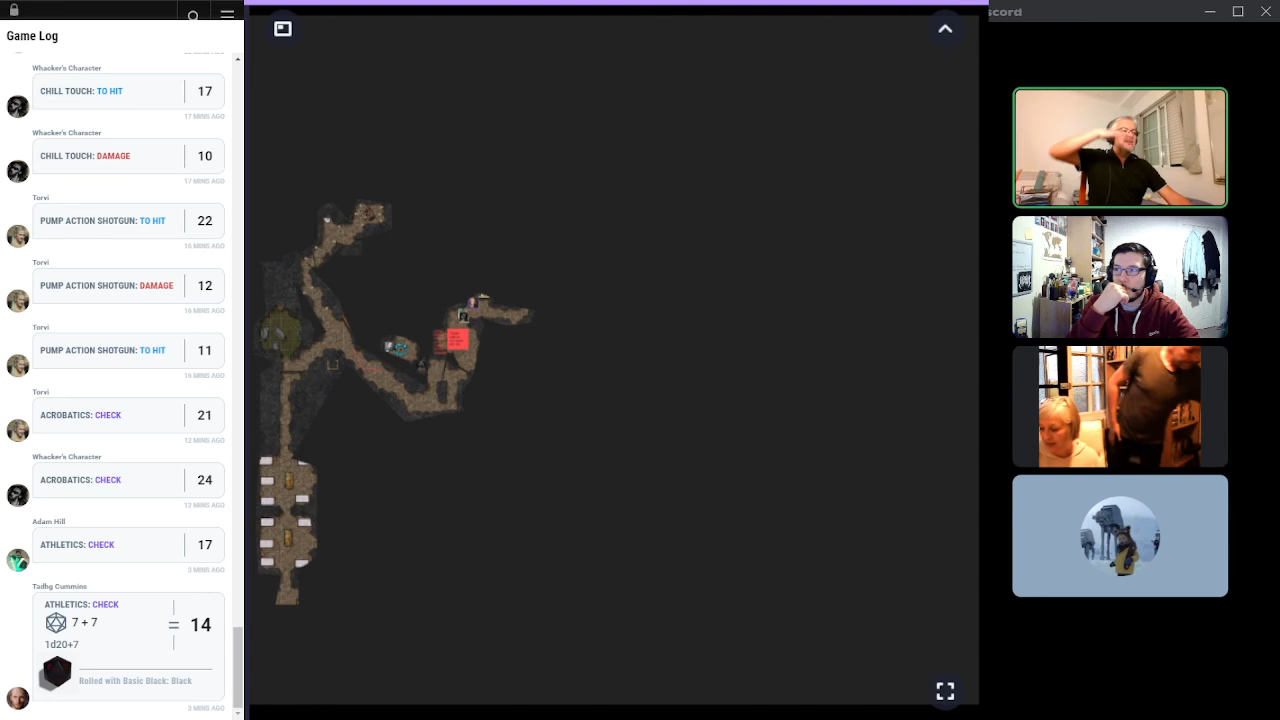 scord
Game Log
Whacker's Character
CHILL TOUCH: TO HIT
17
17 MINS AGO
Whacker's Character
CHILL TOUCH: DAMAGE
10
17 MINS AGO
Torvi
PUMP ACTION SHOTGUN: TO HIT
22
16 MINS AGO
Torvi
PUMP ACTION SHOTGUN: DAMAGE
12
16 MINS AGO
Torvi
PUMP ACTION SHOTGUN: TO HIT
11
16 MINS AGO
Torvi
ACROBATICS: CHECK
21
12 MINS AGO
Whacker's Character
ACROBATICS: CHECK
24
12 MINS AGO
Adam Hill
ATHLETICS: CHECK
17
3 MINS AGO
Tadhg Cummins
ATHLETICS: CHECK
7 + 7
= 14
1d20+7
Rolled with Basic Black: Black
3 MINS AGO